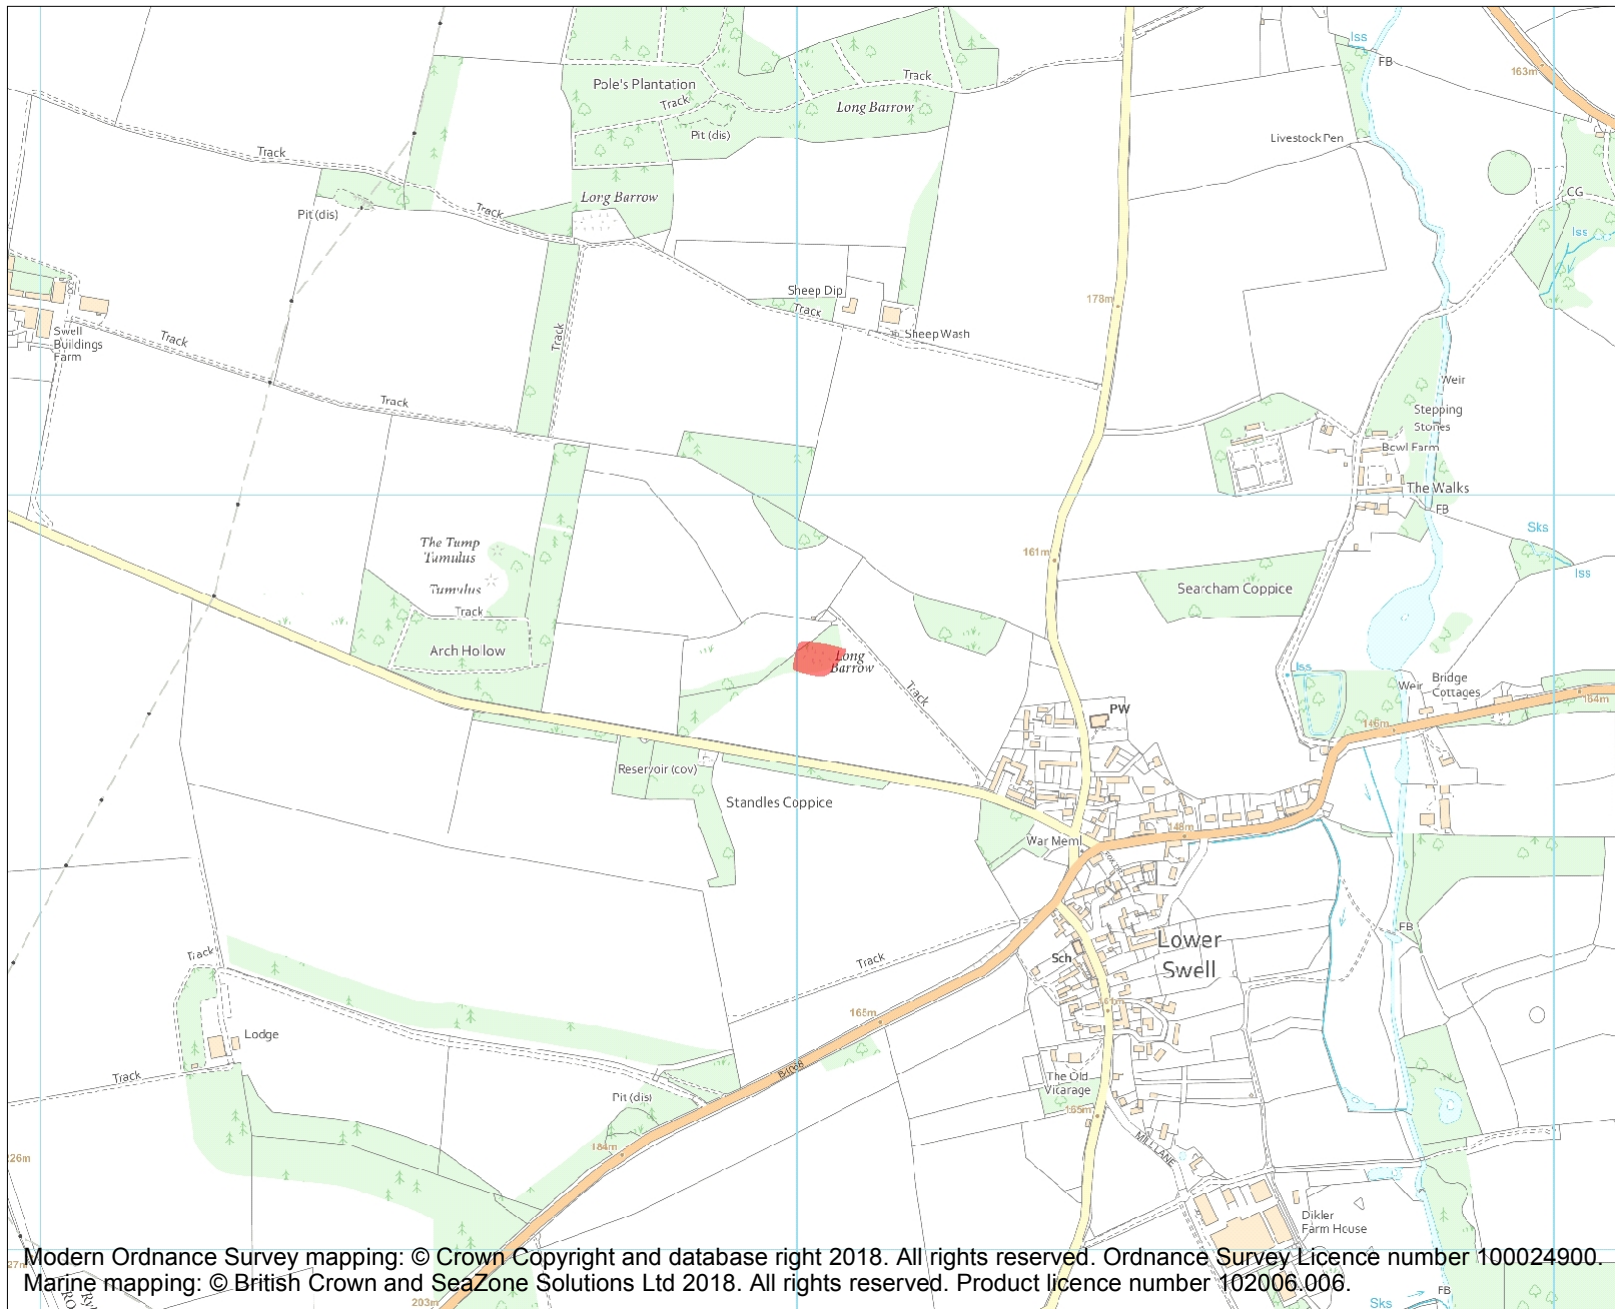 Iss
FB
163m
Pole's Plantation
Track
Track
Long Barrow
Pit (dis)
Livestock Pen
Track
CG
Long Barrow
Pit (dis)
Track
Iss
Sheep Dip
178m
Track
Sheep Wash
Swell
Buildings
Farm
Track
Track
Weir
Track
Stepping
Stones
Bowl Farm
The Walks
FB
Sks
The Tump
Tumulus
161m
Iss
Tumulus
Searcham Coppice
Track
Arch Hollow
Long
Barrow
Iss
Track
Weir
Bridge
Cottages
164m
PW
146m
Reservoir (cov)
Standles Coppice
148m
War Meml
FB
Lower
Swell
Track
Sch
Track
165m
Lodge
B4068
Track
The Old
Vicarage
Pit (dis)
165m
184m
MILL LANE
26m
Dikler
Farm House
27m
203m
FB
Sks
Modern Ordnance Survey mapping: © Crown Copyright and database right 2018. All rights reserved. Ordnance Survey Licence number 100024900.
Marine mapping: © British Crown and SeaZone Solutions Ltd 2018. All rights reserved. Product licence number 102006.006.